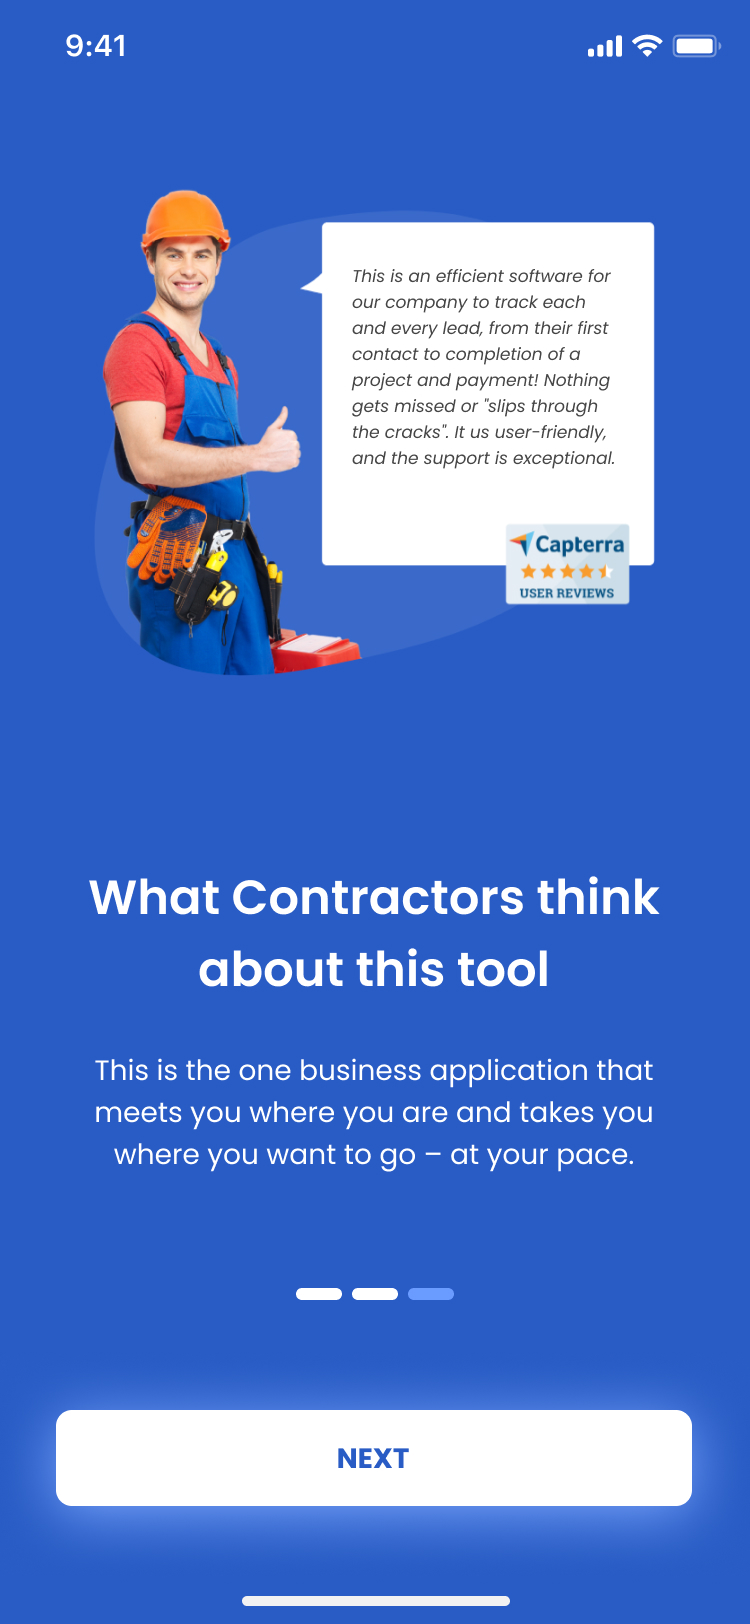 9:41
This is an efficient software for
our company to track each
and every lead, from their first
contact to completion of a
project and payment! Nothing
gets missed or "slips through
the cracks". It us user-friendly,
and the support is exceptional.
Capterra
USER REVIEWS
What Contractors think
about this tool
This is the one business application that
meets you where you are and takes you
where you want to go – at your pace.
NEXT